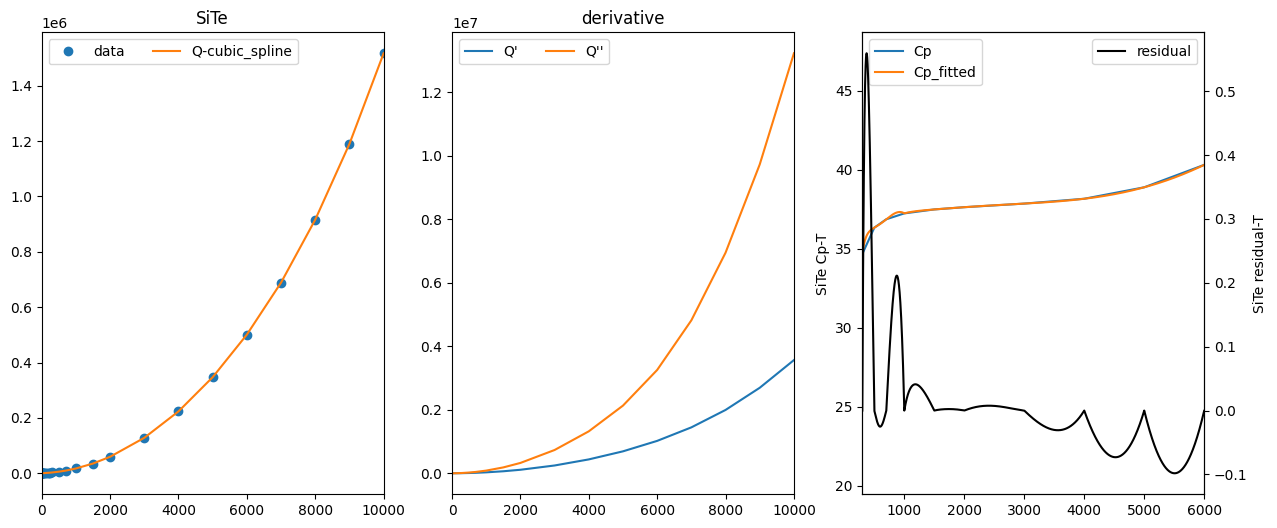 SiTe
1e6
data
Q-cubic_spline
1.4
1.2
1.0
0.8
0.6
0.4
0.2
0.0
0 2000 4000 6000 8000 10000
derivative
1e7
Q'
Q''
1.2
1.0
0.8
0.6
0.4
0.2
0.0
0 2000 4000 6000 8000 10000
Cp
Cp_fitted
residual
SiTe Cp-T
45
40
35
30
25
20
1000 2000 3000 4000 5000 6000
0.5
0.4
0.3
0.2
0.1
0.0
−0.1
SiTe residual-T